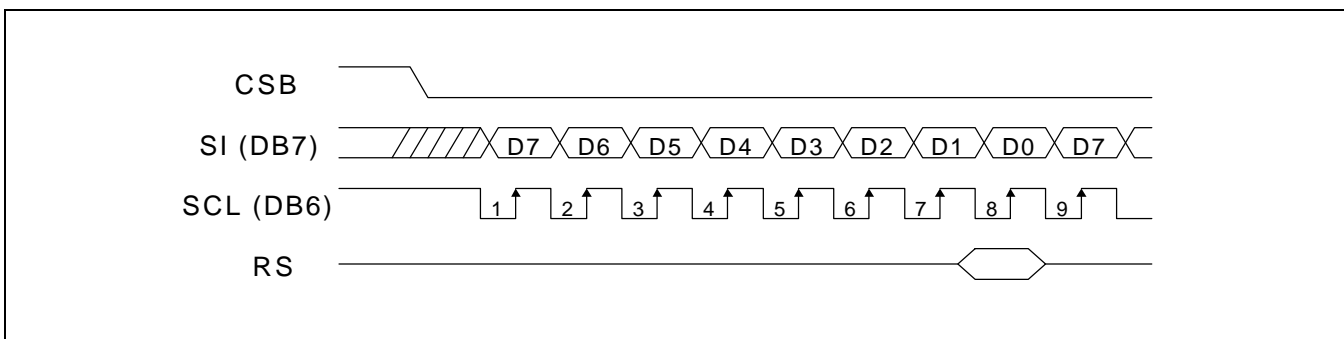 CSB
SI (DB7) D7 D6 D5 D4 D3 D2 D1 D0 D7
SCL (DB6) 1 2 3 4 5 6 7 8 9
RS